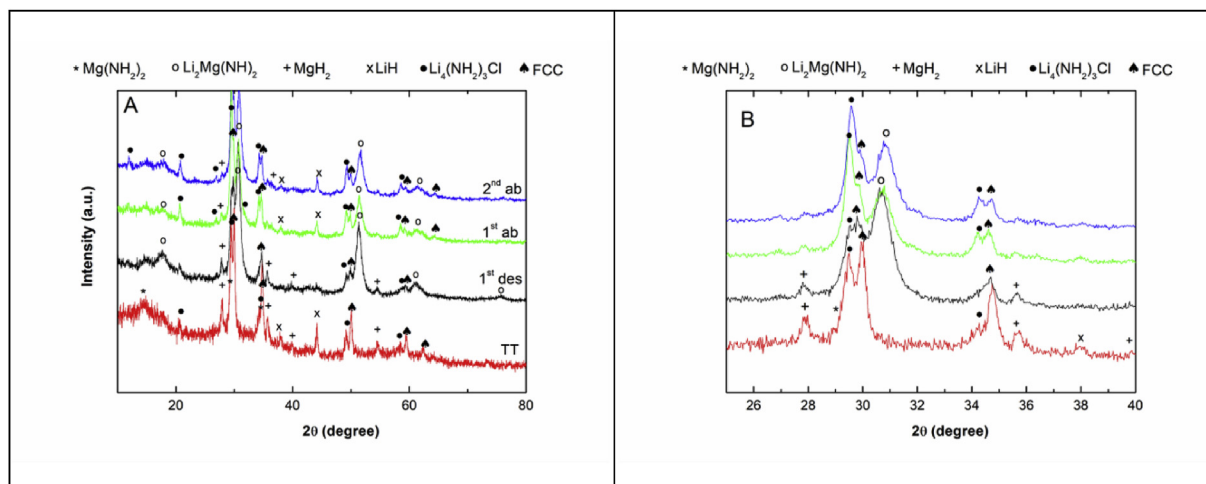 * Mg(NH₂)₂ o Li₂Mg(NH)₂ +MgH₂ x LiH ●Li₄(NH₂)₃Cl ♠ FCC
A
2nd ab
1st ab
1st des
TT
Intensity (a.u.)
20 40 60 80
2θ (degree)
* Mg(NH₂)₂ o Li₂Mg(NH)₂ +MgH₂ xLiH ●Li₄(NH₂)₃Cl ♠FCC
B
26 28 30 32 34 36 38 40
2θ (degree)